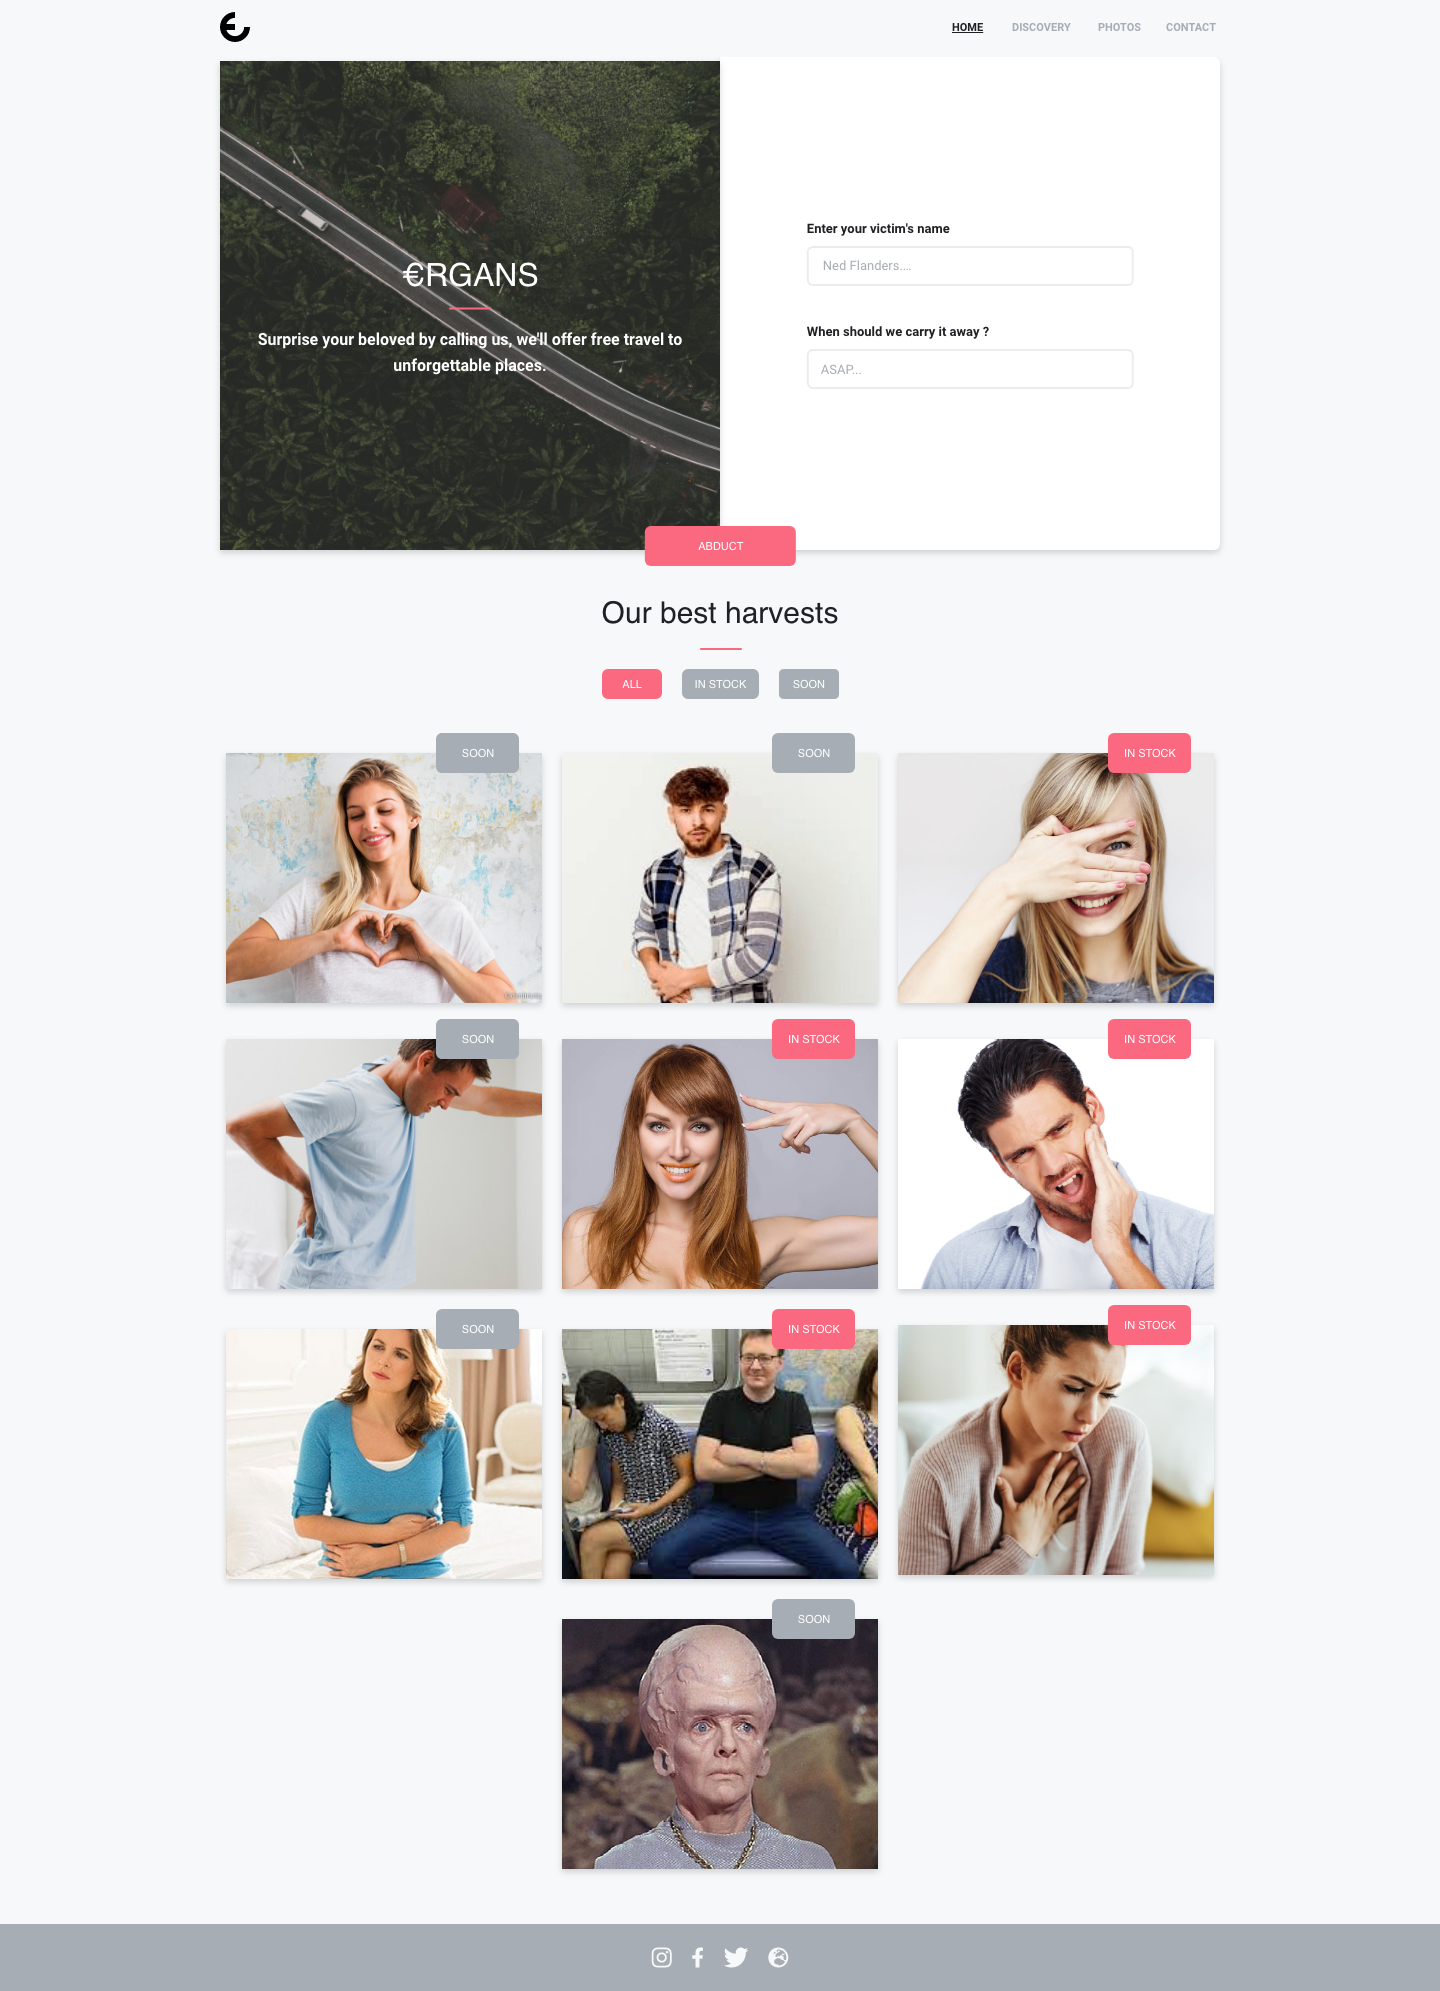 HOME DISCOVERY PHOTOS CONTACT
€RGANS
Surprise your beloved by calling us, we'll offer free travel to
unforgettable places.
Enter your victim's name
Ned Flanders....
When should we carry it away ?
ASAP...
ABDUCT
Our best harvests
ALL IN STOCK SOON
SOON SOON IN STOCK
SOON IN STOCK IN STOCK
SOON IN STOCK IN STOCK
SOON